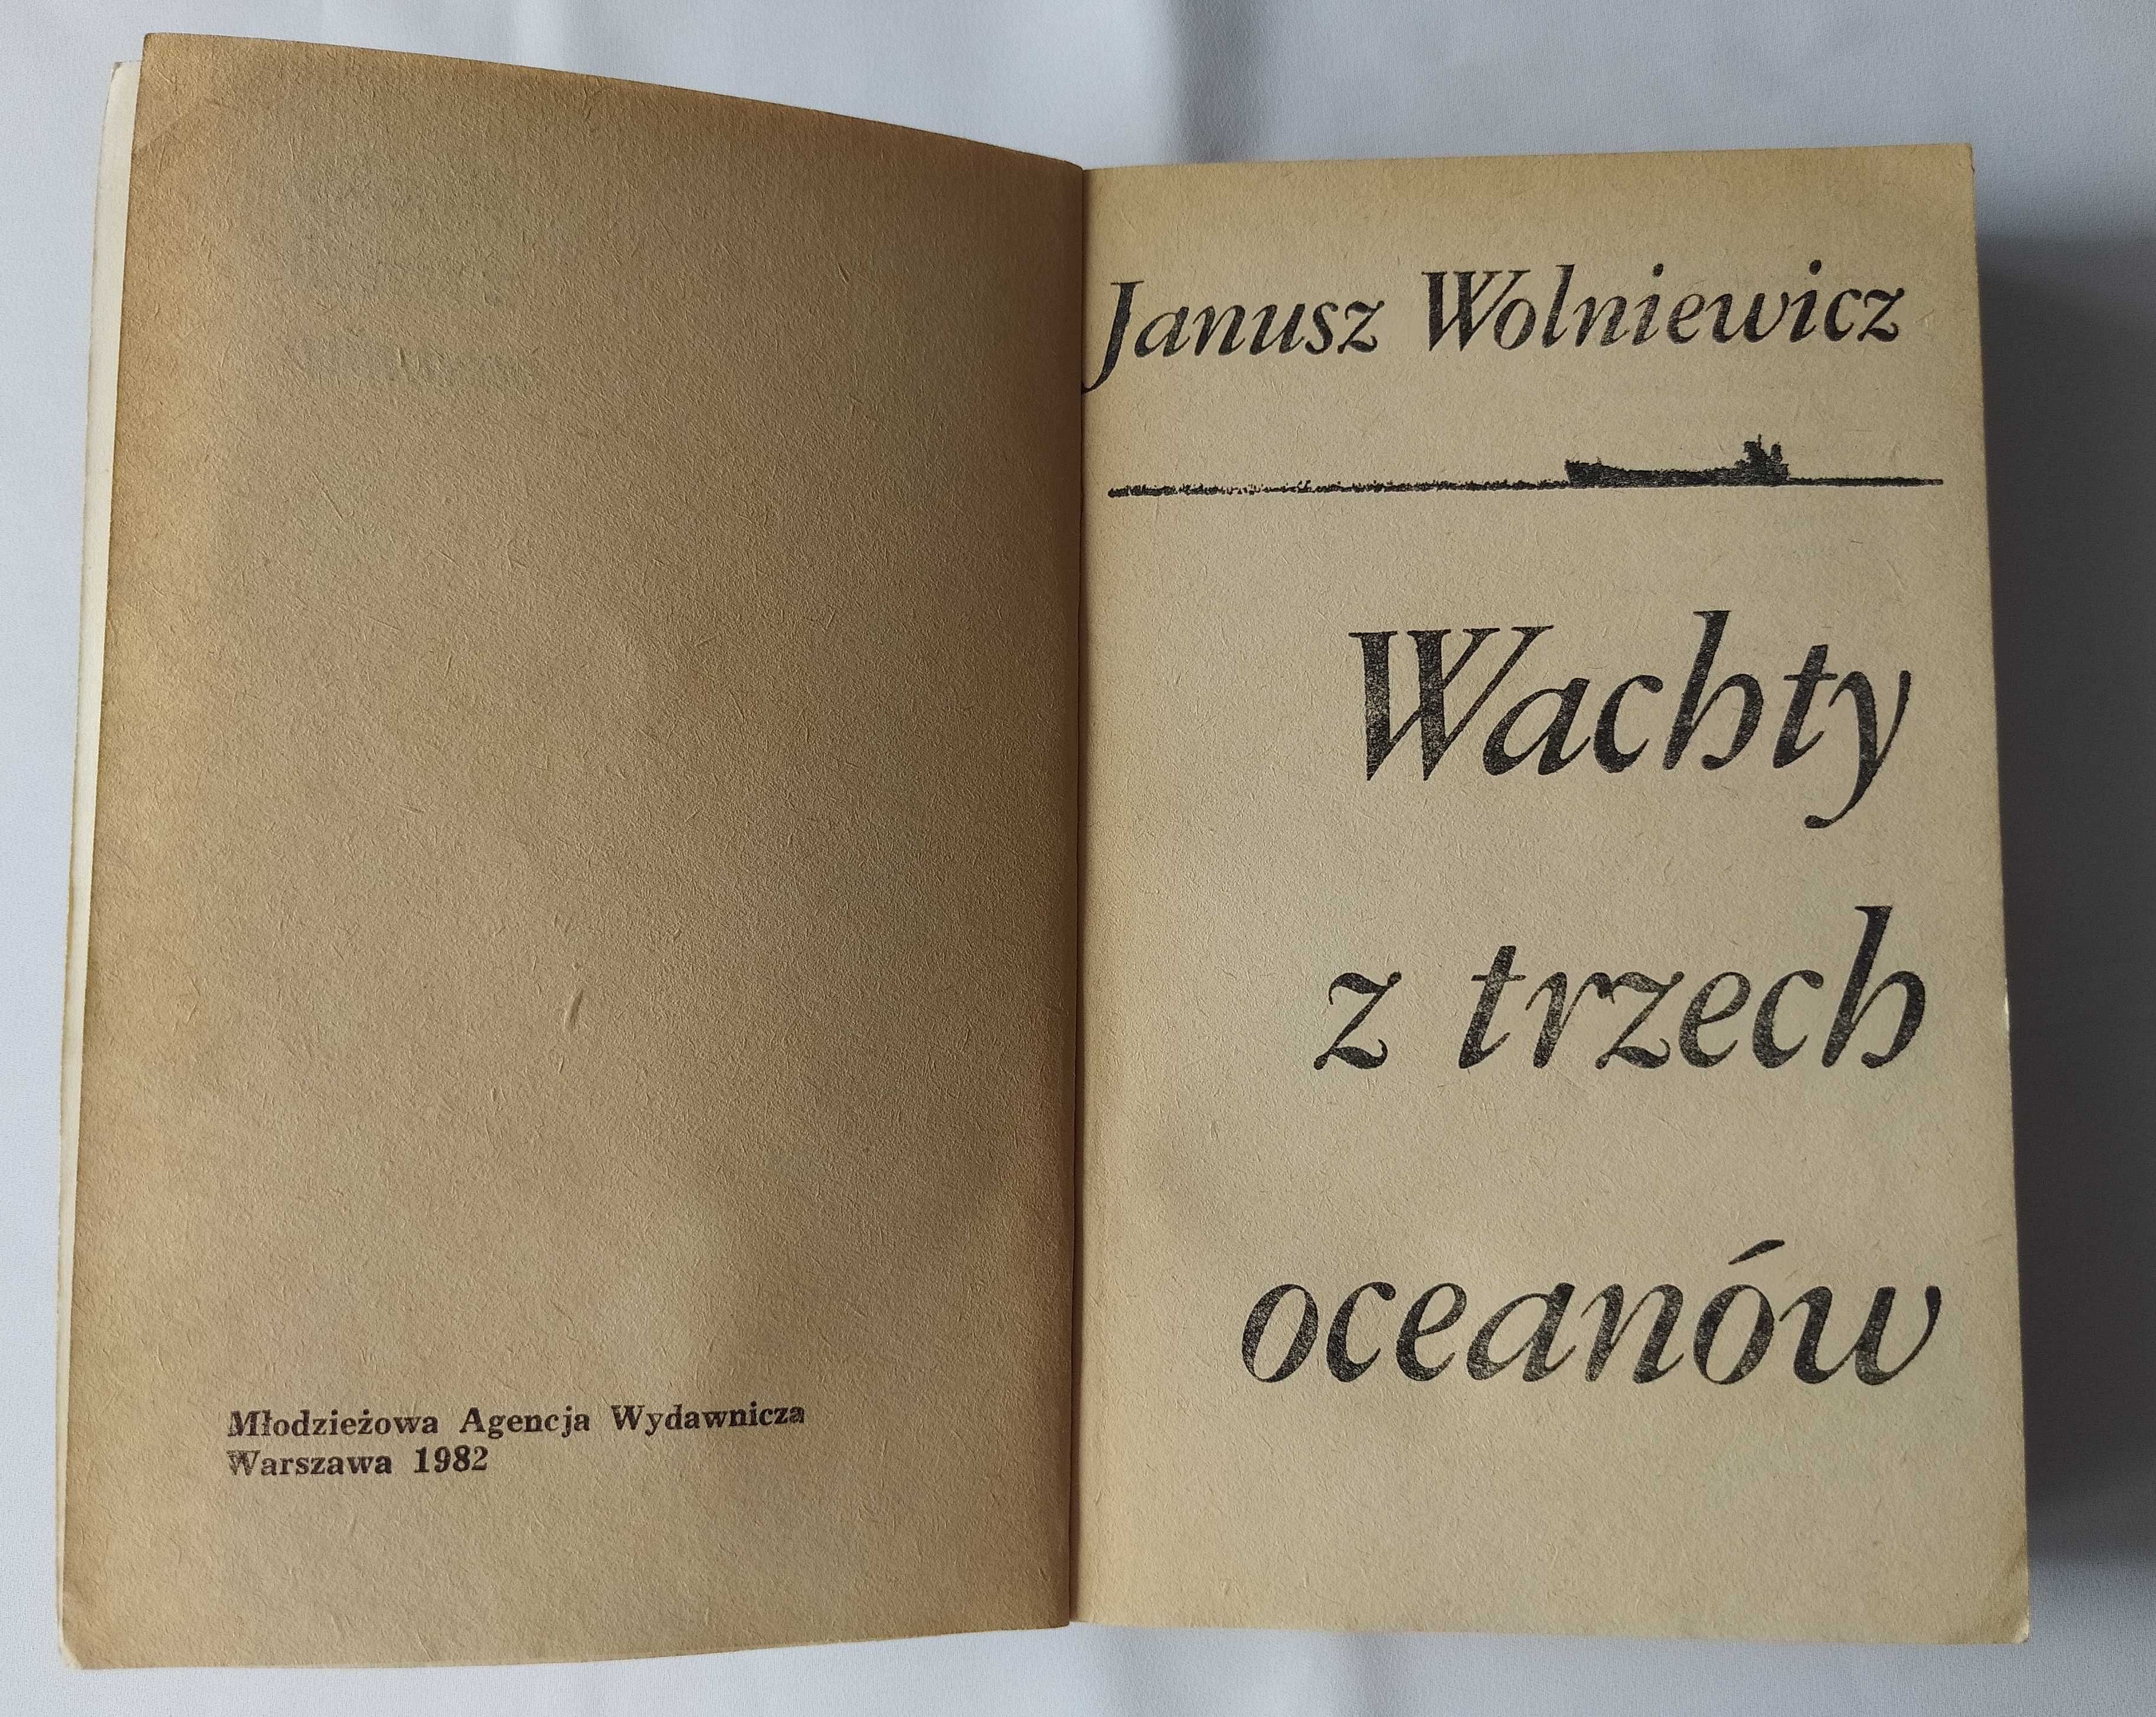 Młodzieżowa Agencja Wydawnicza
Warszawa 1982
Janusz Wolniewicz
Wachty
z trzech
oceanów